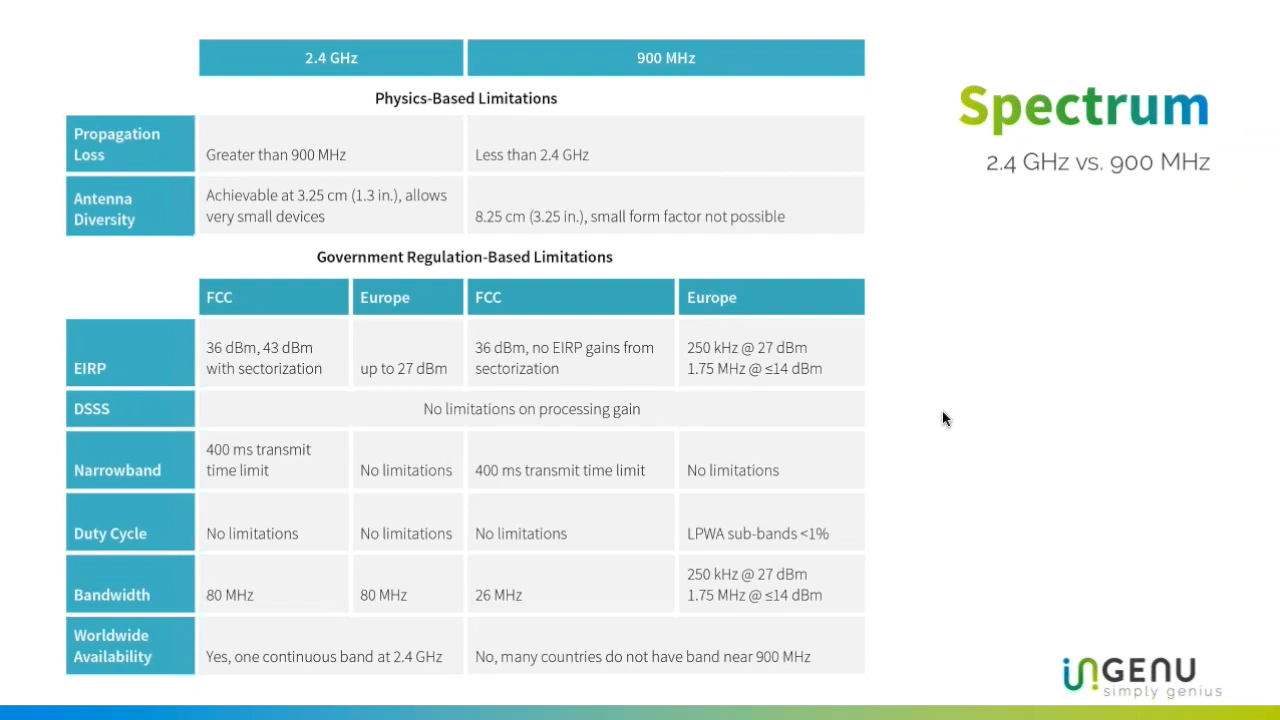 2.4 GHz 900 MHz
Physics-Based Limitations
Propagation
Loss
Greater than 900 MHz
Less than 2.4 GHz
Antenna
Diversity
Achievable at 3.25 cm (1.3 in.), allows
very small devices
8.25 cm (3.25 in.), small form factor not possible
Government Regulation-Based Limitations
FCC Europe FCC Europe
EIRP
36 dBm, 43 dBm
with sectorization
up to 27 dBm
36 dBm, no EIRP gains from
sectorization
250 kHz @ 27 dBm
1.75 MHz @ ≤14 dBm
DSSS
No limitations on processing gain
Narrowband
400 ms transmit
time limit
No limitations
400 ms transmit time limit
No limitations
Duty Cycle
No limitations
No limitations
No limitations
LPWA sub-bands <1%
Bandwidth
80 MHz
80 MHz
26 MHz
250 kHz @ 27 dBm
1.75 MHz @ ≤14 dBm
Worldwide
Availability
Yes, one continuous band at 2.4 GHz
No, many countries do not have band near 900 MHz
Spectrum
2.4 GHz vs. 900 MHz
inGENU
simply genius